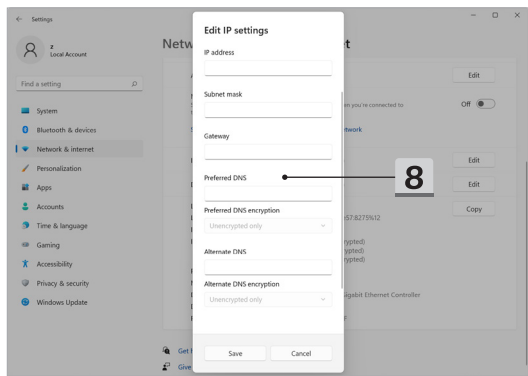 Settings
Z
Local Account
Find a setting
System
Bluetooth & devices
Network & internet
Personalization
Apps
Accounts
Time & language
Gaming
Accessibility
Privacy & security
Windows Update
Netw
et
Edit
en you're connected to
Off
etwork
Edit
Edit
Copy
:57:B275%12
rypted)
rypted)
rypted)
igabit Ethernet Controller
Get
Give
Edit IP settings
IP address
Subnet mask
Gateway
Preferred DNS
8
Preferred DNS encryption
Unencrypted only
Alternate DNS
Alternate DNS encryption
Unencrypted only
Save
Cancel